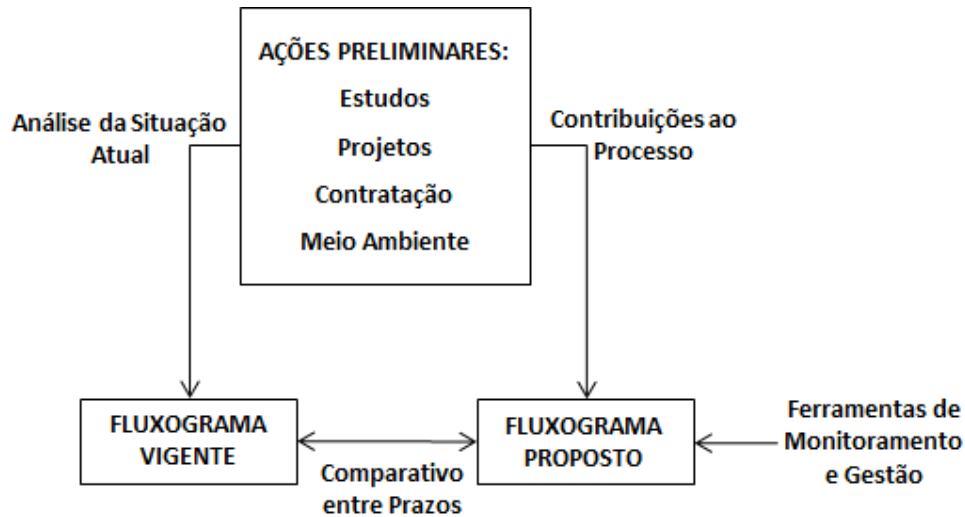 AÇÕES PRELIMINARES:
Estudos
Projetos
Contratação
Meio Ambiente
Análise da Situação
Atual
Contribuições ao
Processo
FLUXOGRAMA
VIGENTE
Comparativo
entre Prazos
FLUXOGRAMA
PROPOSTO
Ferramentas de
Monitoramento
e Gestão